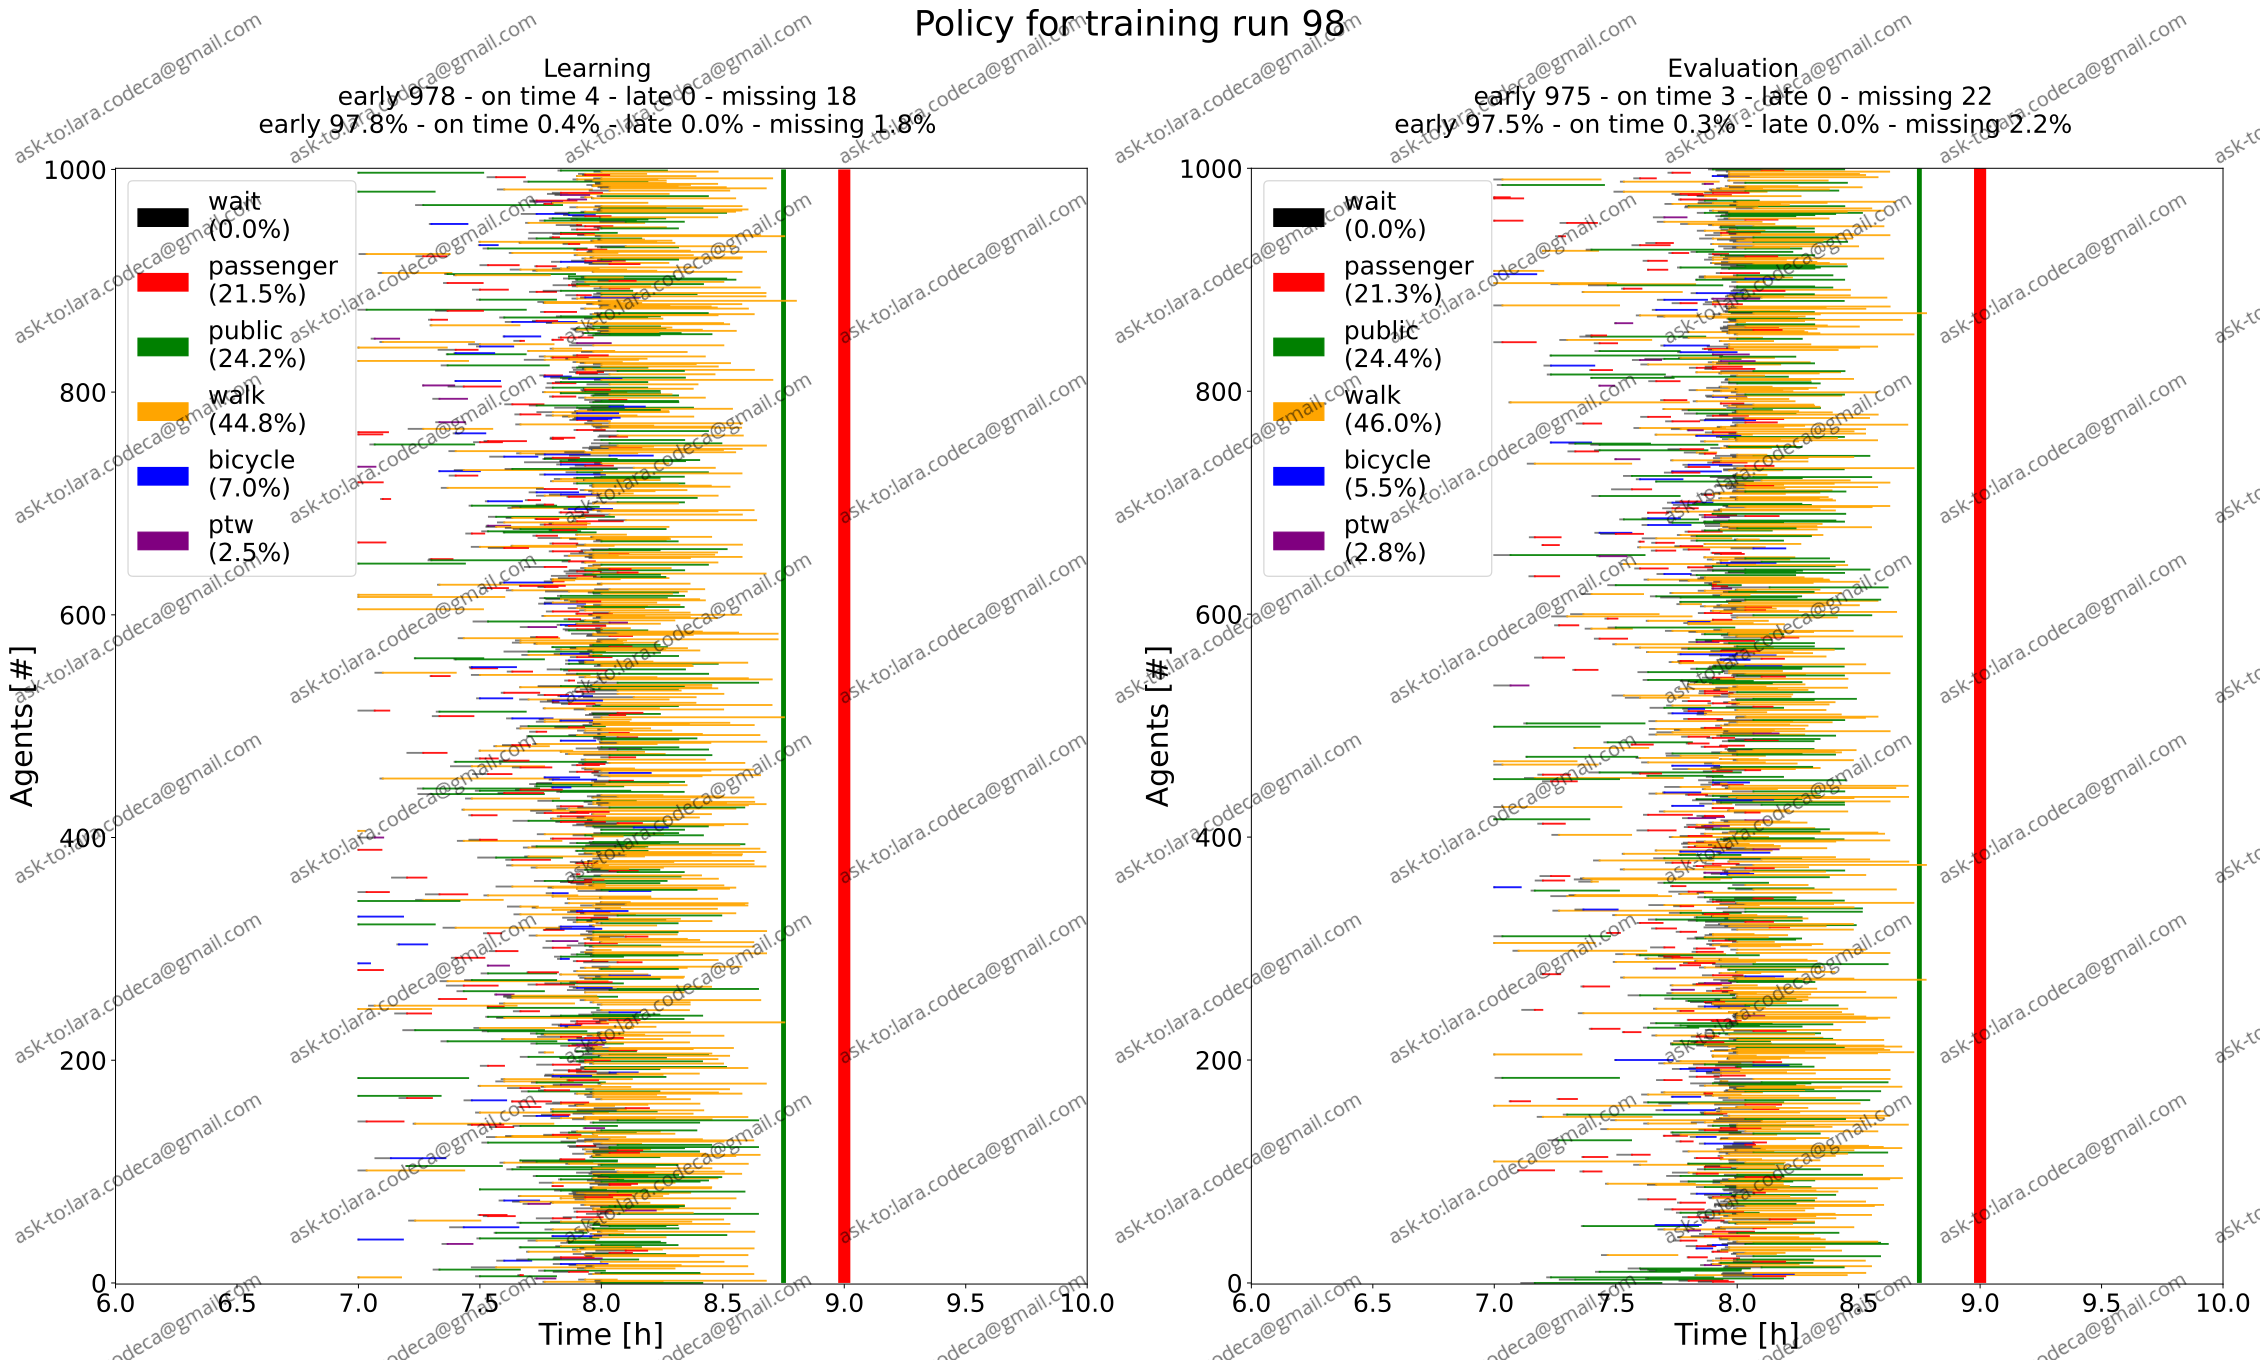 Policy for training run 98
Learning
early 978 - on time 4 - late 0 - missing 18
early 97.8% - on time 0.4% - late 0.0% - missing 1.8%
1000
800
600
400
200
0
Agents [#]
wait
(0.0%)
passenger
(21.5%)
public
(24.2%)
walk
(44.8%)
bicycle
(7.0%)
ptw
(2.5%)
6.0 6.5 7.0 7.5 8.0 8.5 9.0 9.5 10.0
Time [h]
Evaluation
early 975 - on time 3 - late 0 - missing 22
early 97.5% - on time 0.3% - late 0.0% - missing 2.2%
1000
800
600
400
200
0
Agents [#]
wait
(0.0%)
passenger
(21.3%)
public
(24.4%)
walk
(46.0%)
bicycle
(5.5%)
ptw
(2.8%)
6.0 6.5 7.0 7.5 8.0 8.5 9.0 9.5 10.0
Time [h]
ask-to:lara.codeca@gmail.com